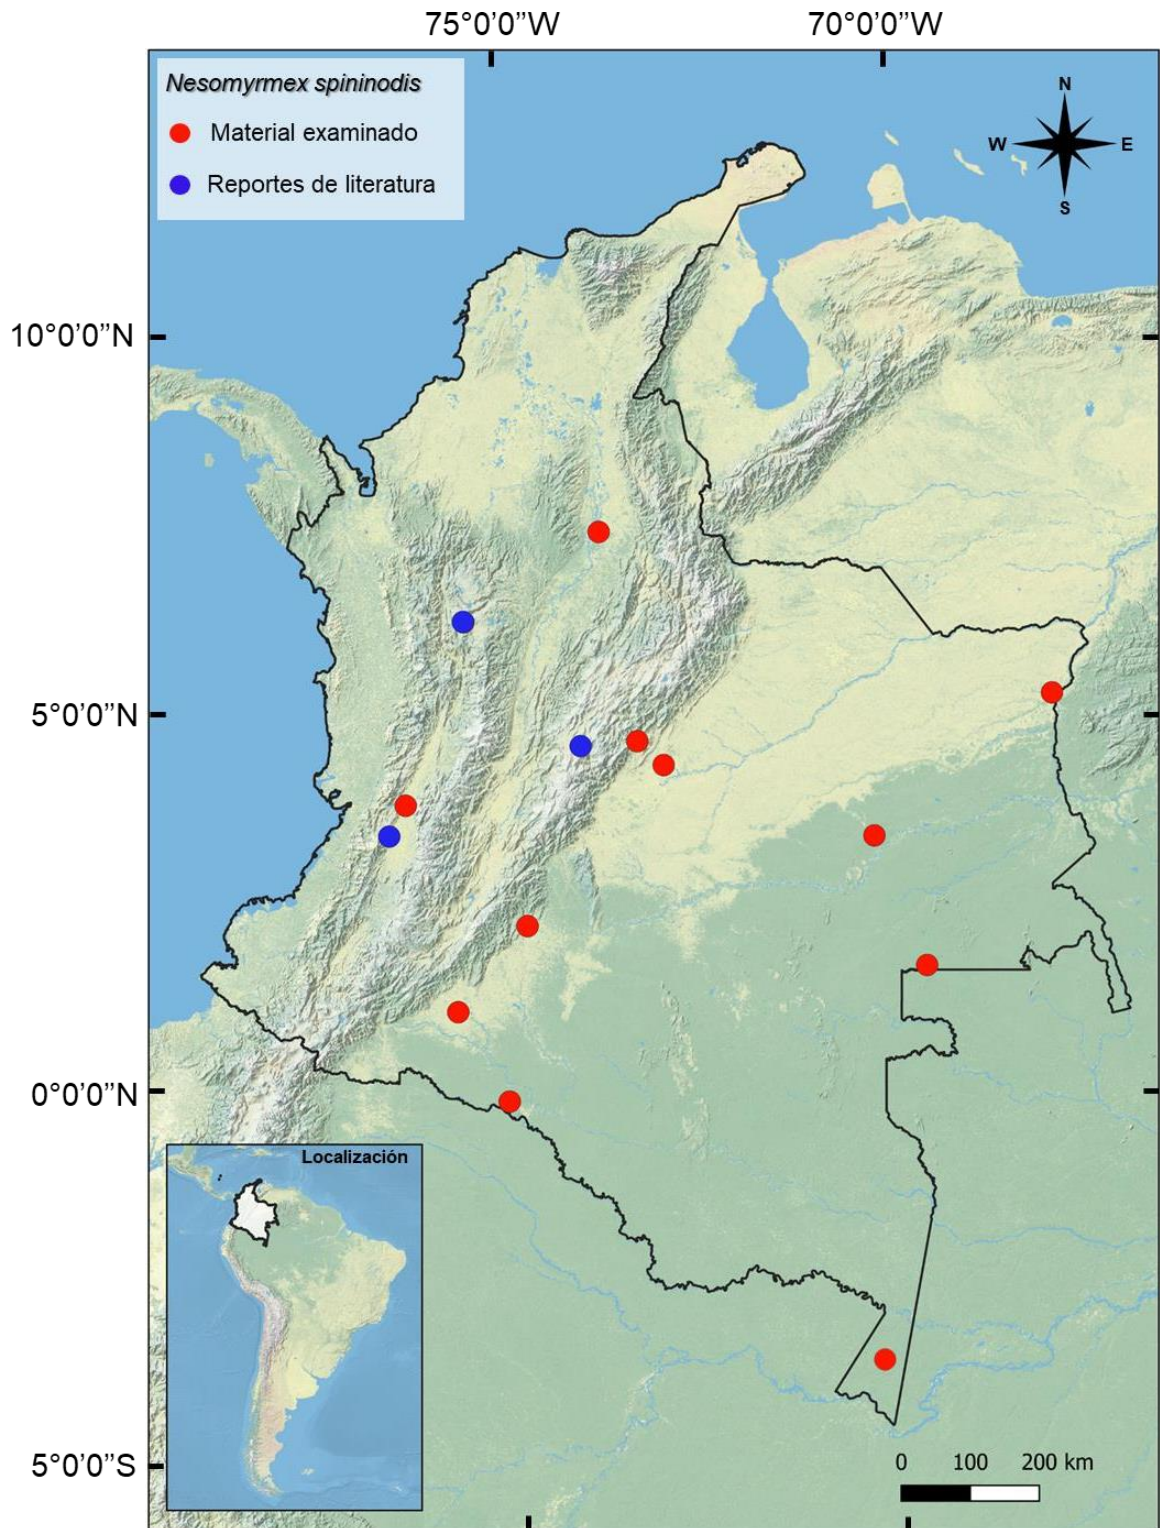 75°0’0’’W 70°0’0’’W
Nesomyrmex spininodis
Material examinado
Reportes de literatura
N
W E
S
10°0’0’’N
5°0’0’’N
0°0’0’’N
Localización
5°0’0’’S
0 100 200 km